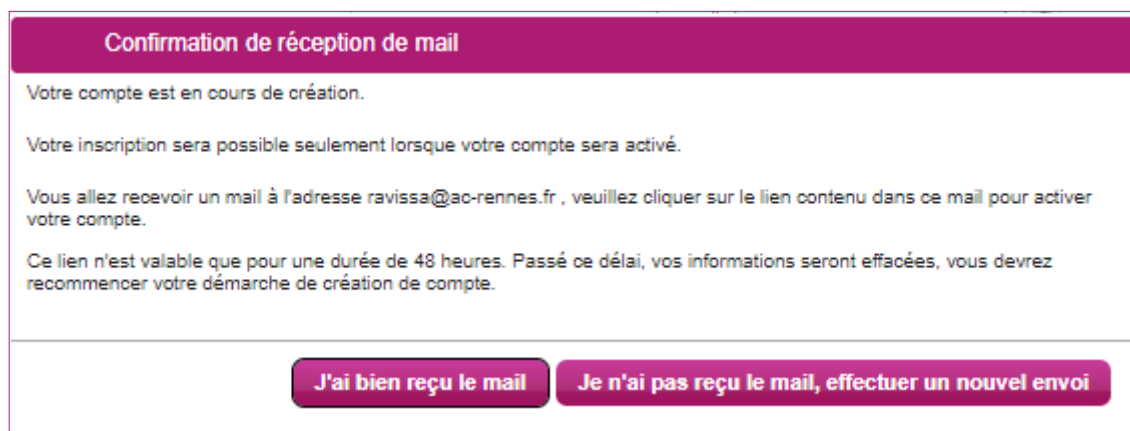 Confirmation de réception de mail
Votre compte est en cours de création.
Votre inscription sera possible seulement lorsque votre compte sera activé.
Vous allez recevoir un mail à l'adresse ravissa@ac-rennes.fr , veuillez cliquer sur le lien contenu dans ce mail pour activer
votre compte.
Ce lien n'est valable que pour une durée de 48 heures. Passé ce délai, vos informations seront effacées, vous devrez
recommencer votre démarche de création de compte.
J'ai bien reçu le mail
Je n'ai pas reçu le mail, effectuer un nouvel envoi